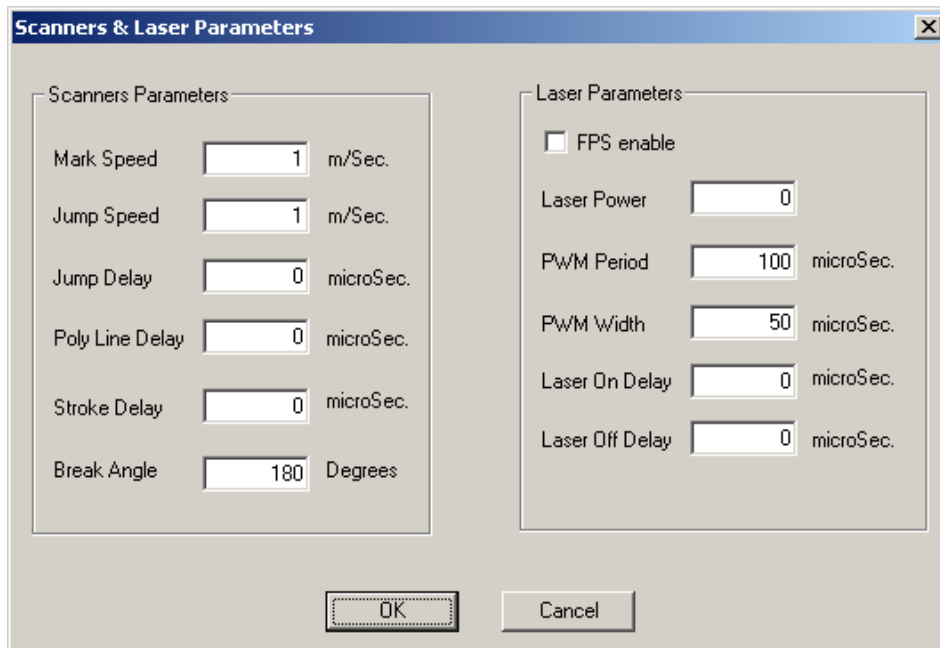 Scanners & Laser Parameters
Scanners Parameters
Mark Speed 1 m/Sec.
Jump Speed 1 m/Sec.
Jump Delay 0 microSec.
Poly Line Delay 0 microSec.
Stroke Delay 0 microSec.
Break Angle 180 Degrees
Laser Parameters
FPS enable
Laser Power 0
PWM Period 100 microSec.
PWM Width 50 microSec.
Laser On Delay 0 microSec.
Laser Off Delay 0 microSec.
OK Cancel